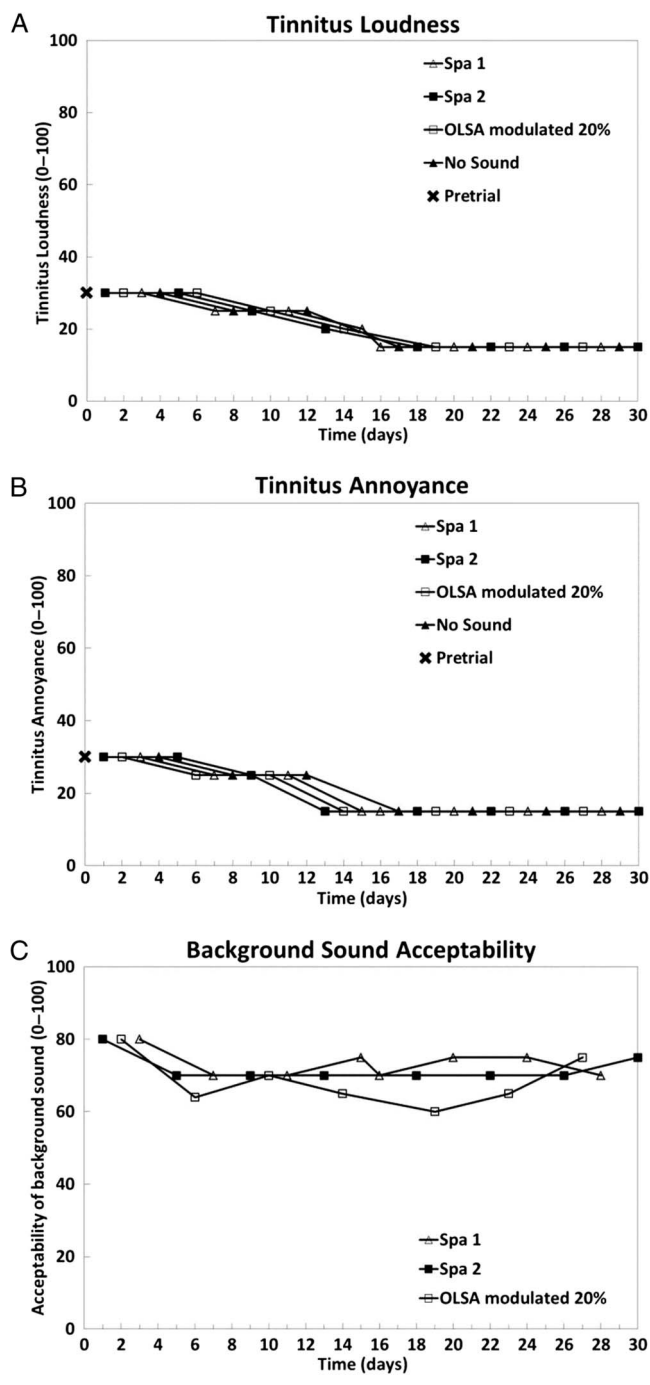 A
Tinnitus Loudness
Tinnitus Loudness (0–100)
100
80
60
40
20
0
Spa 1
Spa 2
OLSA modulated 20%
No Sound
Pretrial
0 2 4 6 8 10 12 14 16 18 20 22 24 26 28 30
Time (days)
B
Tinnitus Annoyance
Tinnitus Annoyance (0–100)
100
80
60
40
20
0
Spa 1
Spa 2
OLSA modulated 20%
No Sound
Pretrial
0 2 4 6 8 10 12 14 16 18 20 22 24 26 28 30
Time (days)
C
Background Sound Acceptability
Acceptability of background sound (0–100)
100
80
60
40
20
0
Spa 1
Spa 2
OLSA modulated 20%
0 2 4 6 8 10 12 14 16 18 20 22 24 26 28 30
Time (days)